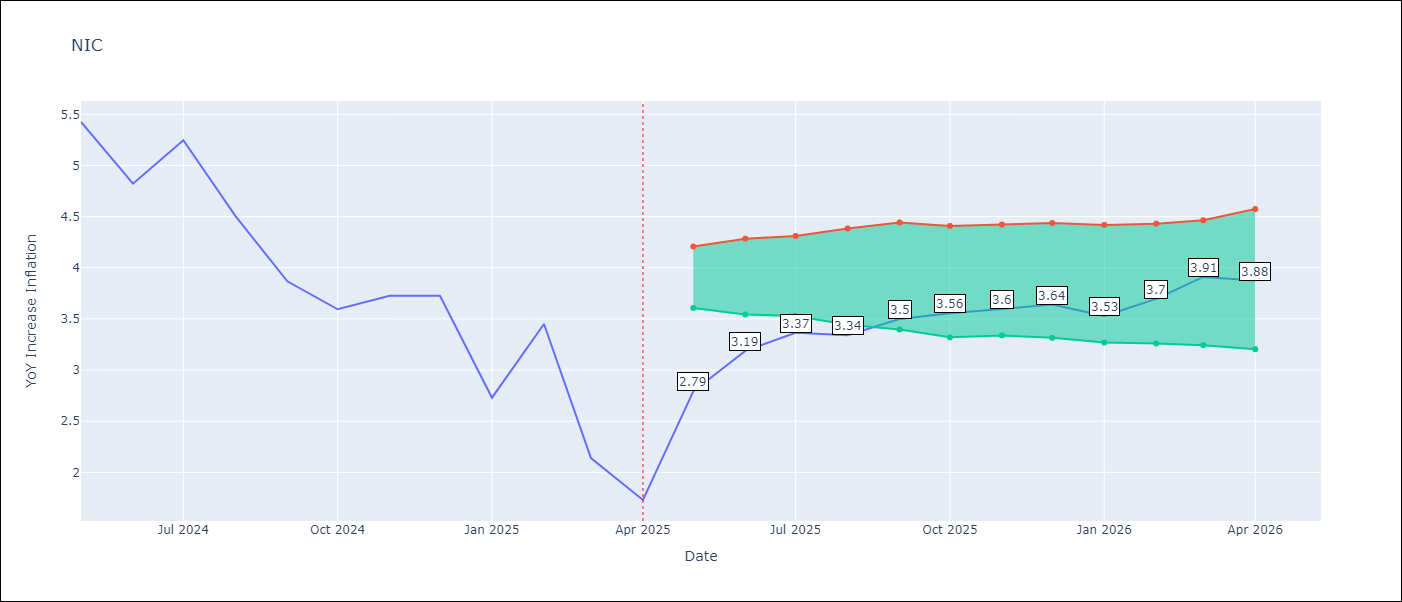 NIC
YoY Increase Inflation
5.5
5
4.5
4
3.5
3
2.5
2
2.79
3.19
3.37
3.34
3.5
3.56
3.6
3.64
3.53
3.7
3.91
3.88
Jul 2024
Oct 2024
Jan 2025
Apr 2025
Jul 2025
Oct 2025
Jan 2026
Apr 2026
Date